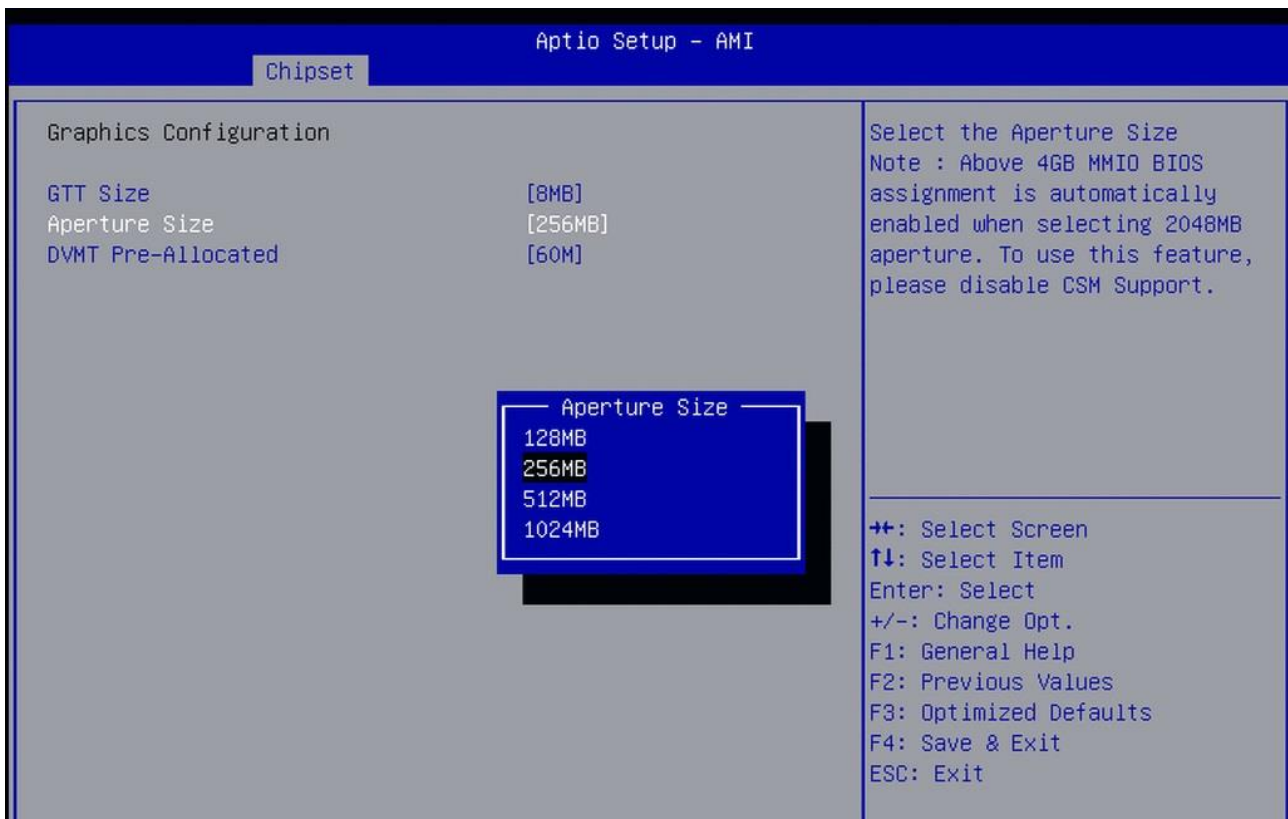 Aptio Setup – AMI
Chipset
Graphics Configuration
GTT Size [8MB]
Aperture Size [256MB]
DVMT Pre-Allocated [60M]
Aperture Size
128MB
256MB
512MB
1024MB
Select the Aperture Size
Note : Above 4GB MMIO BIOS
assignment is automatically
enabled when selecting 2048MB
aperture. To use this feature,
please disable CSM Support.
→←: Select Screen
↑↓: Select Item
Enter: Select
+/-: Change Opt.
F1: General Help
F2: Previous Values
F3: Optimized Defaults
F4: Save & Exit
ESC: Exit